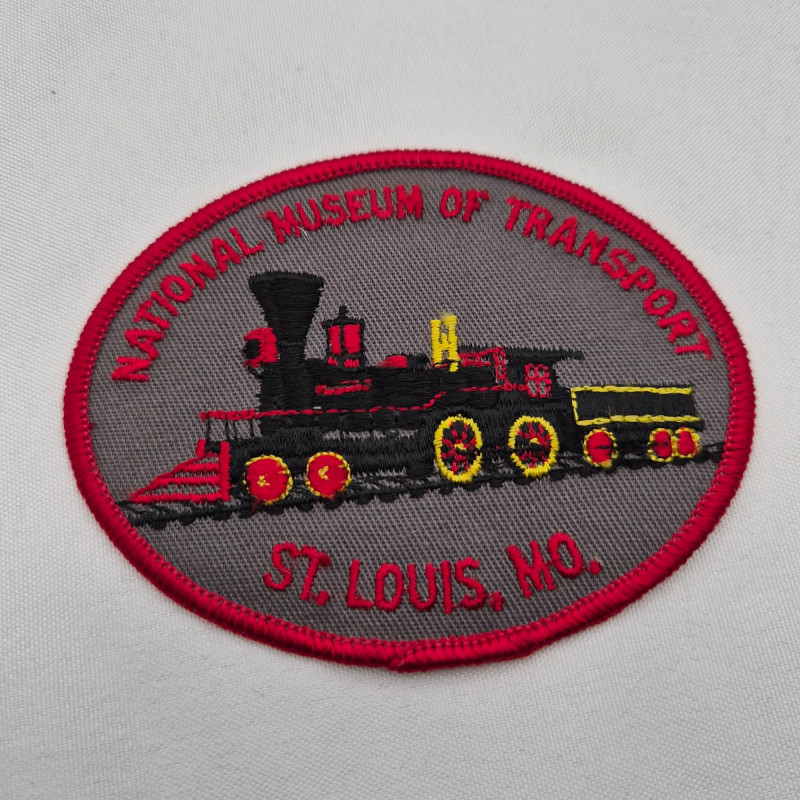 NATIONAL MUSEUM OF TRANSPORT
ST. LOUIS, MO.